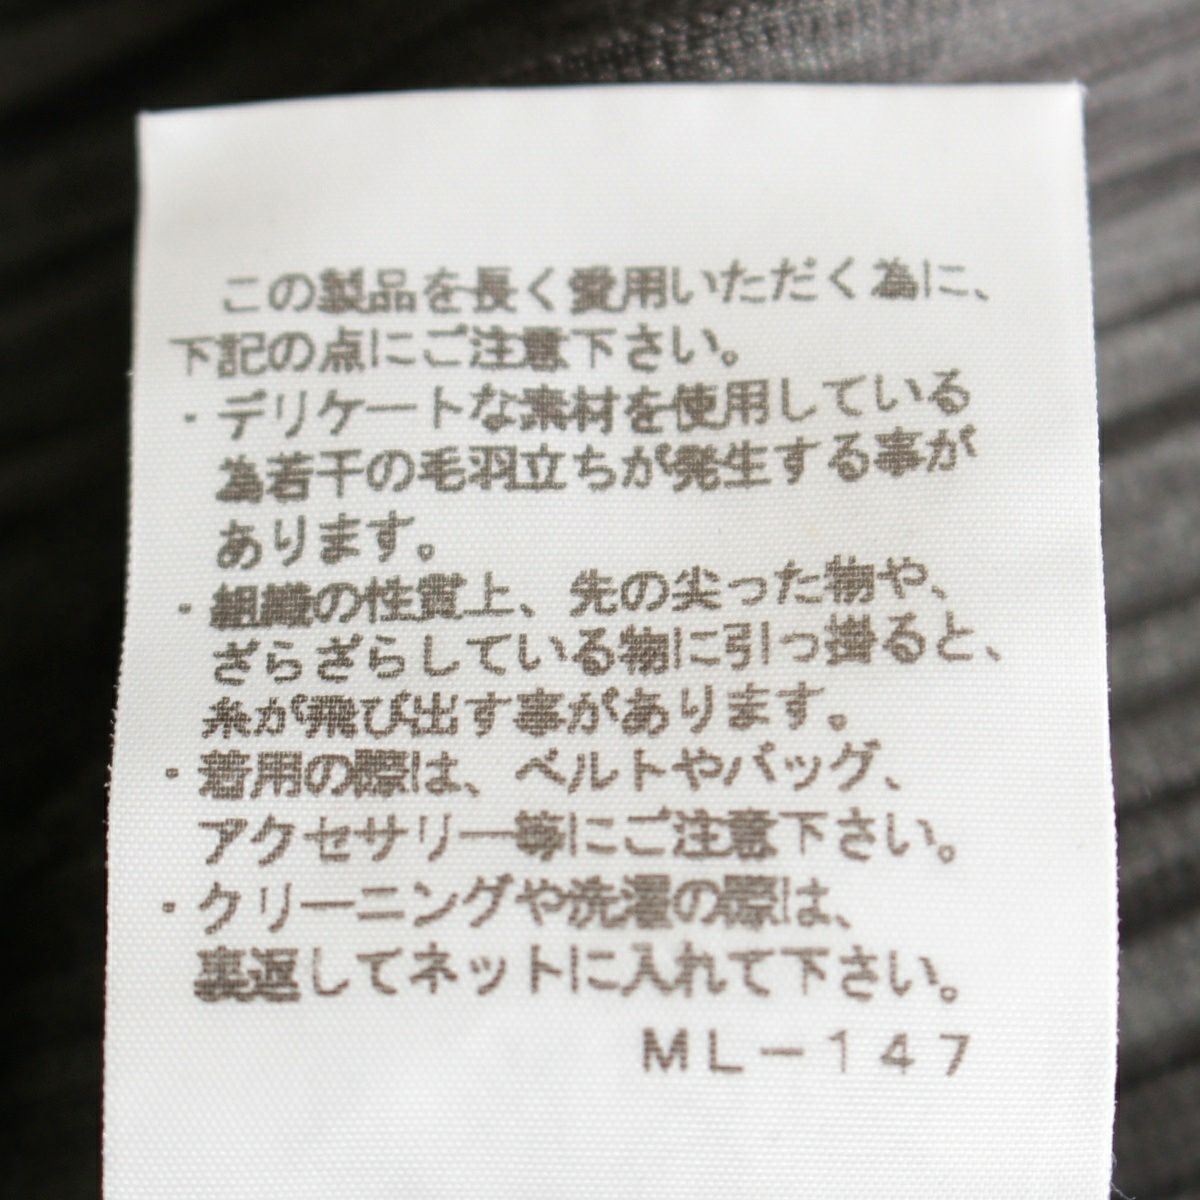 この製品を長く愛用いただく為に、
下記の点にご注意下さい。
・デリケートな素材を使用している
為若干の毛羽立ちが発生する事が
あります。
・組織の性質上、先の尖った物や、
ざらざらしている物に引っ掛ると、
糸が飛び出す事があります。
・着用の際は、ベルトやバッグ、
アクセサリー等にご注意下さい。
・クリーニングや洗濯の際は、
裏返してネットに入れて下さい。
ML-147